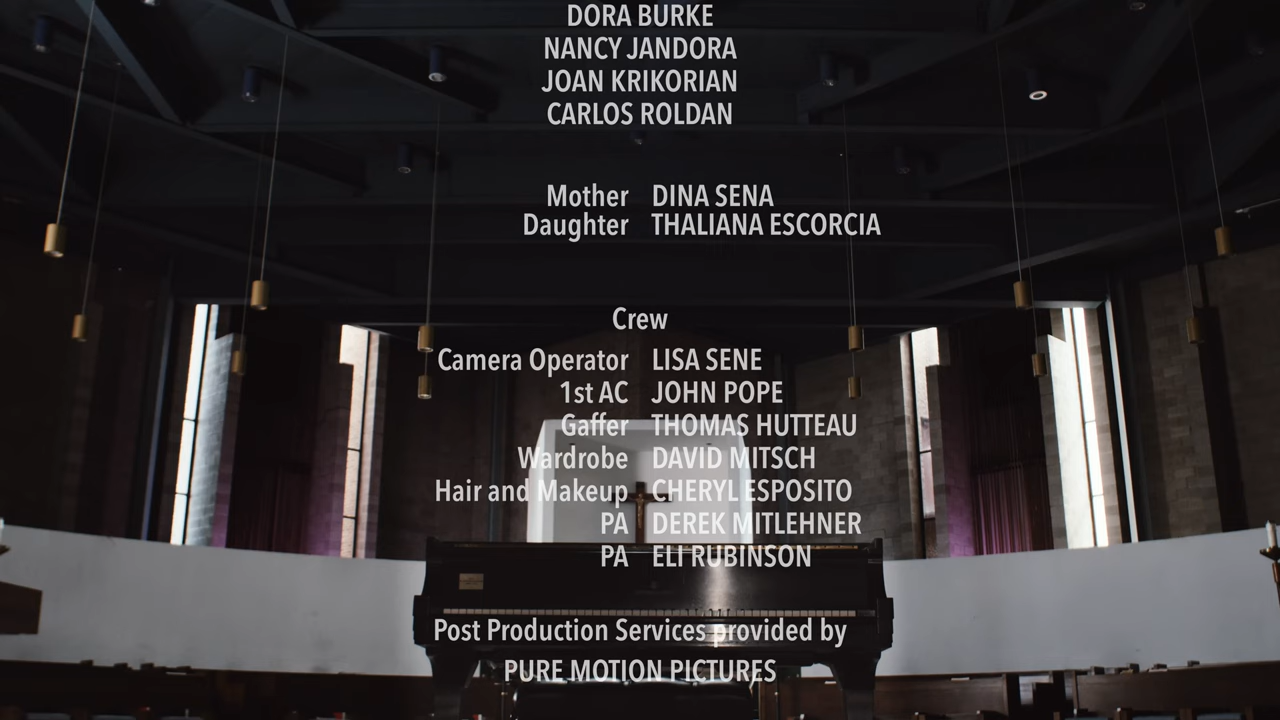 DORA BURKE
NANCY JANDORA
JOAN KRIKORIAN
CARLOS ROLDAN
Mother DINA SENA
Daughter THALIANA ESCORCIA
Crew
Camera Operator LISA SENE
1st AC JOHN POPE
Gaffer THOMAS HUTTEAU
Wardrobe DAVID MITSCH
Hair and Makeup CHERYL ESPOSITO
PA DEREK MITLEHNER
PA ELI RUBINSON
Post Production Services provided by
PURE MOTION PICTURES